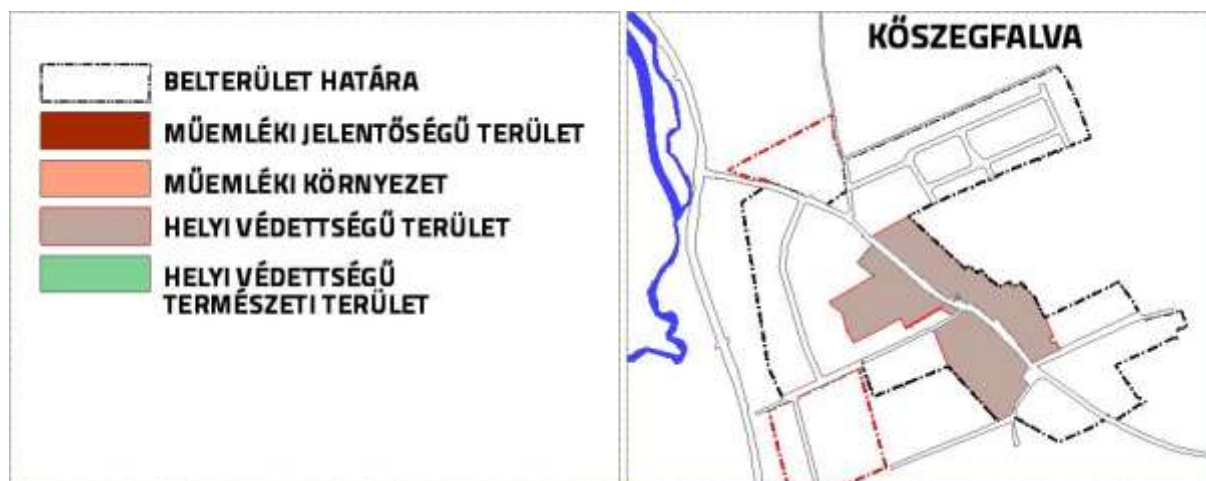 BELTERÜLET HATÁRA
MŰEMLÉKI JELENTŐSÉGŰ TERÜLET
MŰEMLÉKI KÖRNYEZET
HELYI VÉDETTSÉGŰ TERÜLET
HELYI VÉDETTSÉGŰ
TERMÉSZETI TERÜLET
KŐSZEGFALVA